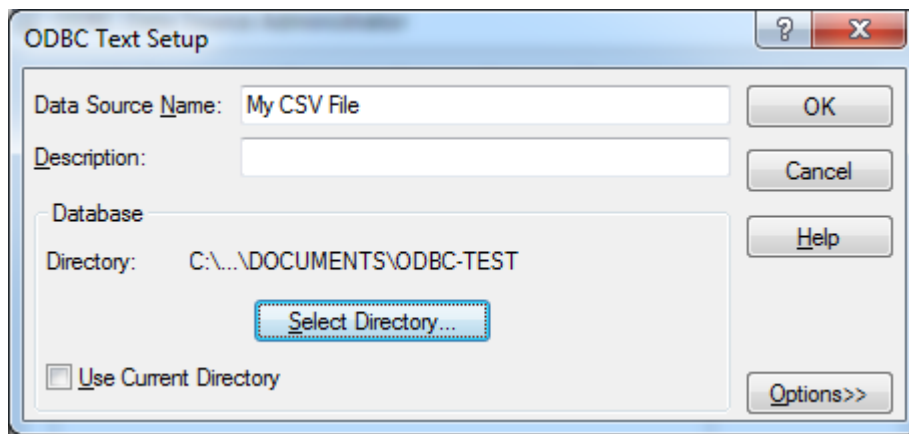 ODBC Text Setup
Data Source Name: My CSV File OK
Description: Cancel
Database
Help
Directory: C:\...\DOCUMENTS\ODBC-TEST
Select Directory...
Use Current Directory
Options>>